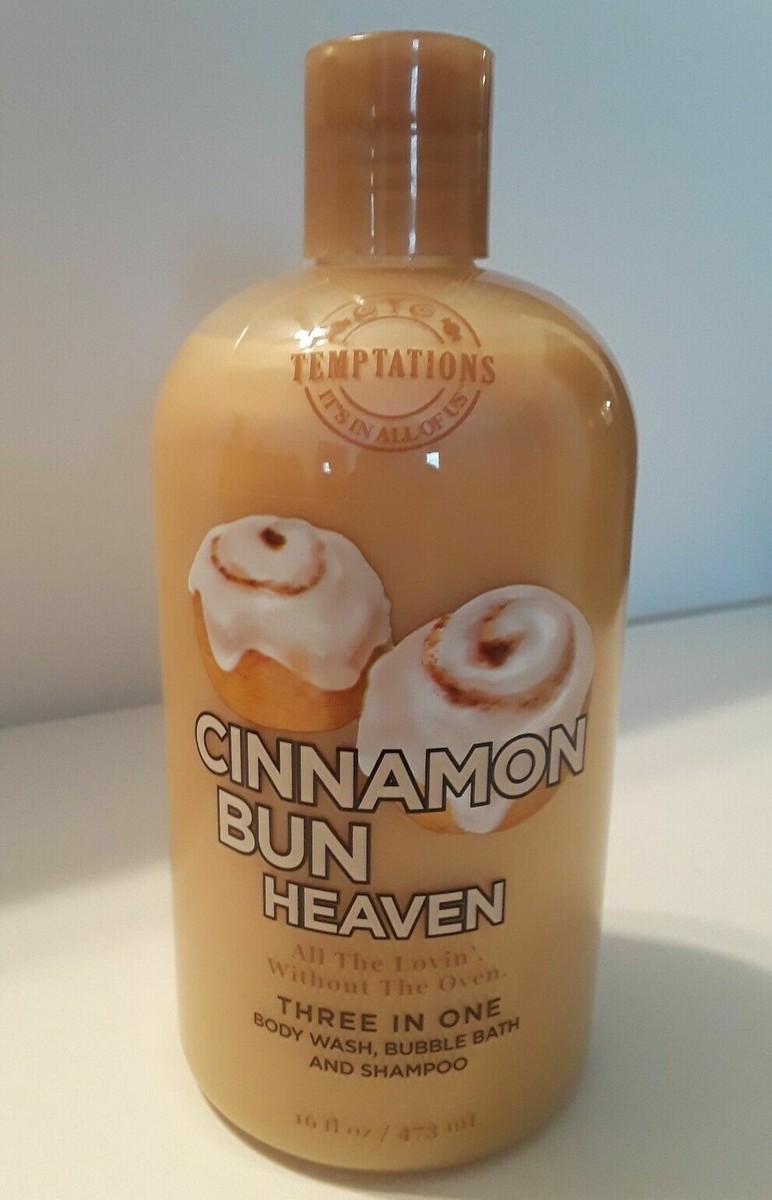 TEMPTATIONS
IT'S IN ALL OF US
CINNAMON
BUN
HEAVEN
All The Lovin'.
Without The Oven.
THREE IN ONE
BODY WASH, BUBBLE BATH
AND SHAMPOO
16 fl oz / 473 mL